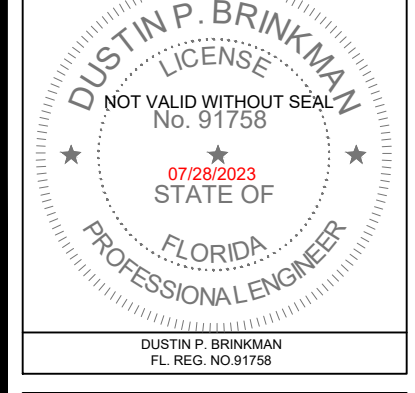 DUSTIN P. BRINKMAN
LICENSE
NOT VALID WITHOUT SEAL
No. 91758
07/28/2023
STATE OF
FLORIDA
PROFESSIONAL ENGINEER
DUSTIN P. BRINKMAN
FL. REG. NO.91758